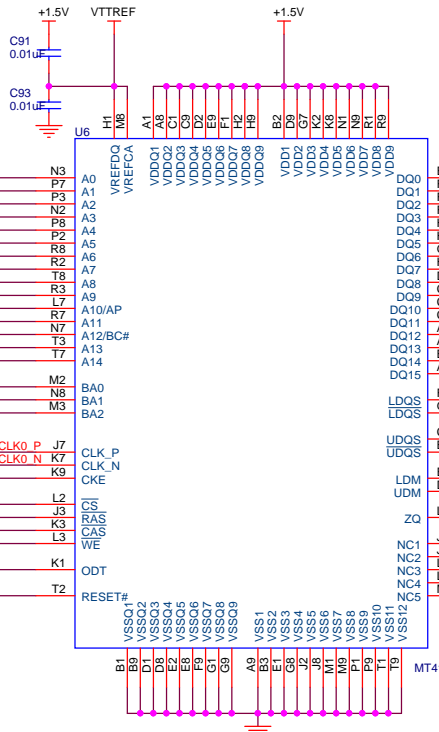 +1.5V VTTREF +1.5V
C91
0.01uF
C93
0.01uF
H1 M8 A1 A8 C1 C9 D2 E9 F1 H2 H9 B2 D9 G7 K2 K8 N1 N9 R1 R9
U6
VREFDQ VREFCA VDDQ1 VDDQ2 VDDQ3 VDDQ4 VDDQ5 VDDQ6 VDDQ7 VDDQ8 VDDQ9 VDD1 VDD2 VDD3 VDD4 VDD5 VDD6 VDD7 VDD8 VDD9
N3 A0 DQ0
P7 A1 DQ1
P3 A2 DQ2
N2 A3 DQ3
P8 A4 DQ4
P2 A5 DQ5
R8 A6 DQ6
R2 A7 DQ7
T8 A8 DQ8
R3 A9 DQ9
L7 A10/AP DQ10
R7 A11 DQ11
N7 A12/BC# DQ12
T3 A13 DQ13
T7 A14 DQ14
DQ15
M2 BA0
N8 BA1 LDQS
M3 BA2 LDQS
UDQS
CLK0_P J7 CLK_P UDQS
CLK0_N K7 CLK_N
K9 CKE LDM
UDM
L2 CS
J3 RAS ZQ
K3 CAS
L3 WE NC1
NC2
K1 ODT NC3
NC4
T2 RESET# NC5
VSSQ1 VSSQ2 VSSQ3 VSSQ4 VSSQ5 VSSQ6 VSSQ7 VSSQ8 VSSQ9 VSS1 VSS2 VSS3 VSS4 VSS5 VSS6 VSS7 VSS8 VSS9 VSS10 VSS11 VSS12
B1 B9 D1 D8 E2 E8 F9 G1 G9 A9 B3 E1 G8 J2 J8 M1 M9 P1 P9 T1 T9
MT4